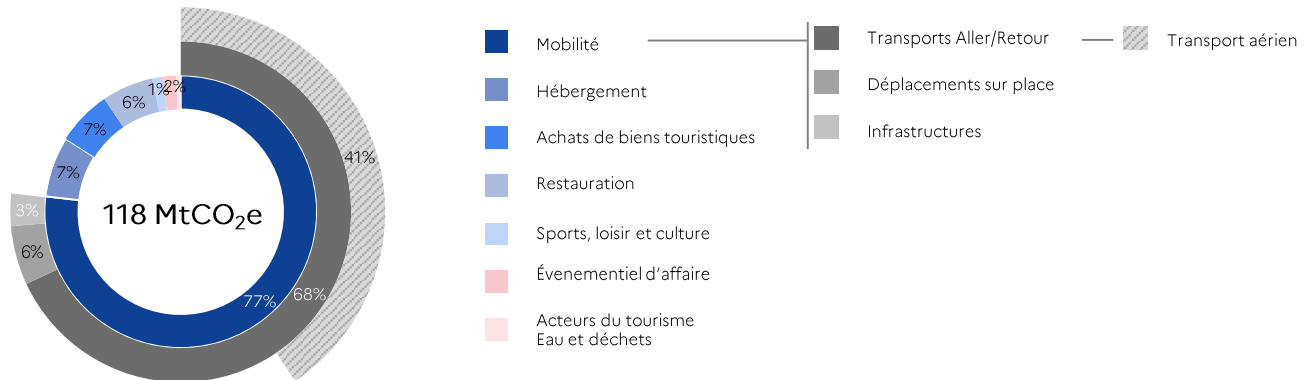 2%
1%
6%
7%
7%
41%
118 MtCO₂e
3%
6%
68%
77%
Mobilité
Hébergement
Achats de biens touristiques
Restauration
Sports, loisir et culture
Évenementiel d’affaire
Acteurs du tourisme
Eau et déchets
Transports Aller/Retour
Déplacements sur place
Infrastructures
Transport aérien